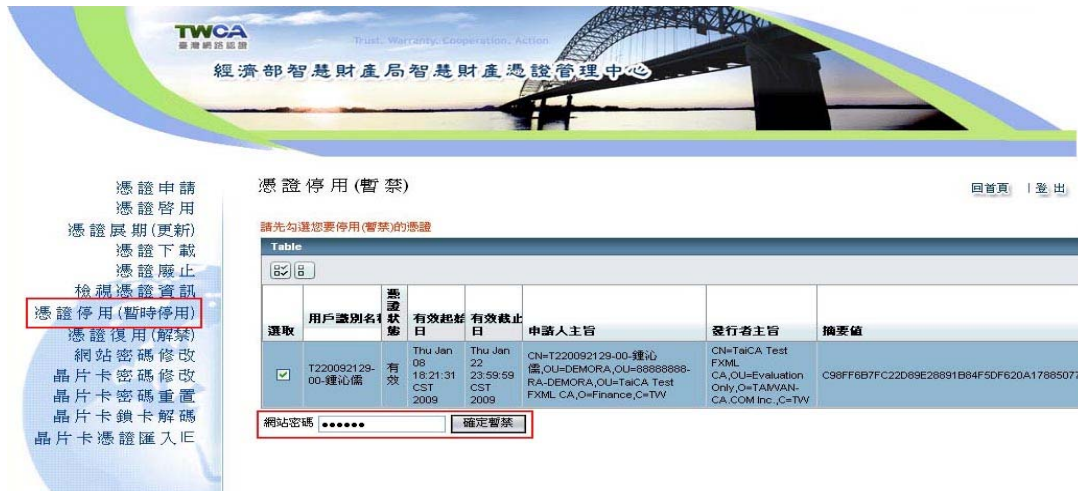 TWCA
臺灣網路認證
Trust, Warranty, Cooperation, Action
經濟部智慧財產局智慧財產憑證管理中心
憑證申請
憑證啓用
憑證展期(更新)
憑證下載
憑證廢止
檢視憑證資訊
憑證停用(暫時停用)
憑證復用(解禁)
網站密碼修改
晶片卡密碼修改
晶片卡密碼重置
晶片卡鎖卡解碼
晶片卡憑證匯入IE
憑證停用(暫禁)
回首頁 | 登出
請先勾選您要停用(暫禁)的憑證
Table
選取 用戶識別名稱 憑證狀態 有效起始日 有效截止日 申請人主旨 發行者主旨 摘要值
T220092129-
00-鍾沁儒
有效
Thu Jan
08
18:21:31
CST
2009
Thu Jan
22
23:59:59
CST
2009
CN=T220092129-00-鍾沁
儒,OU=DEMORA,OU=88888888-
RA-DEMORA,OU=TaiCA Test
FXML CA,O=Finance,C=TW
CN=TaiCA Test
FXML
CA,OU=Evaluation
Only,O=TAIWAN-
CA.COM Inc.,C=TW
C98FF6B7FC22D89E28891B84F5DF620A17885077
網站密碼 ●●●●●● 確定暫禁